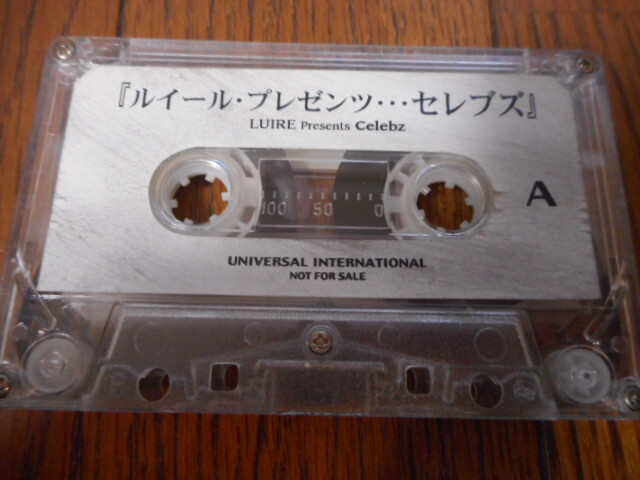 『ルイール・プレゼンツ・・・セレブズ』
LUIRE Presents Celebz
A
100 50 0
UNIVERSAL INTERNATIONAL
NOT FOR SALE